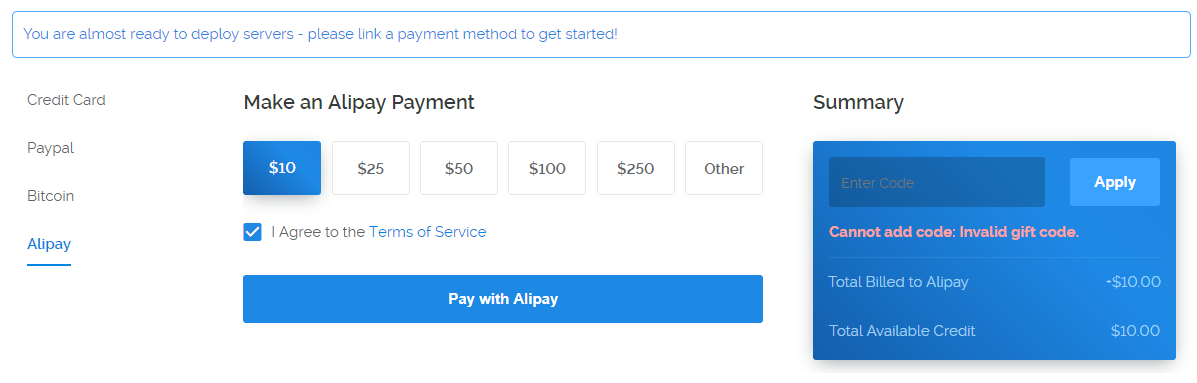 You are almost ready to deploy servers - please link a payment method to get started!
Credit Card
Paypal
Bitcoin
Alipay
Make an Alipay Payment
$10 $25 $50 $100 $250 Other
I Agree to the Terms of Service
Pay with Alipay
Summary
Enter Code Apply
Cannot add code: Invalid gift code.
Total Billed to Alipay +$10.00
Total Available Credit $10.00